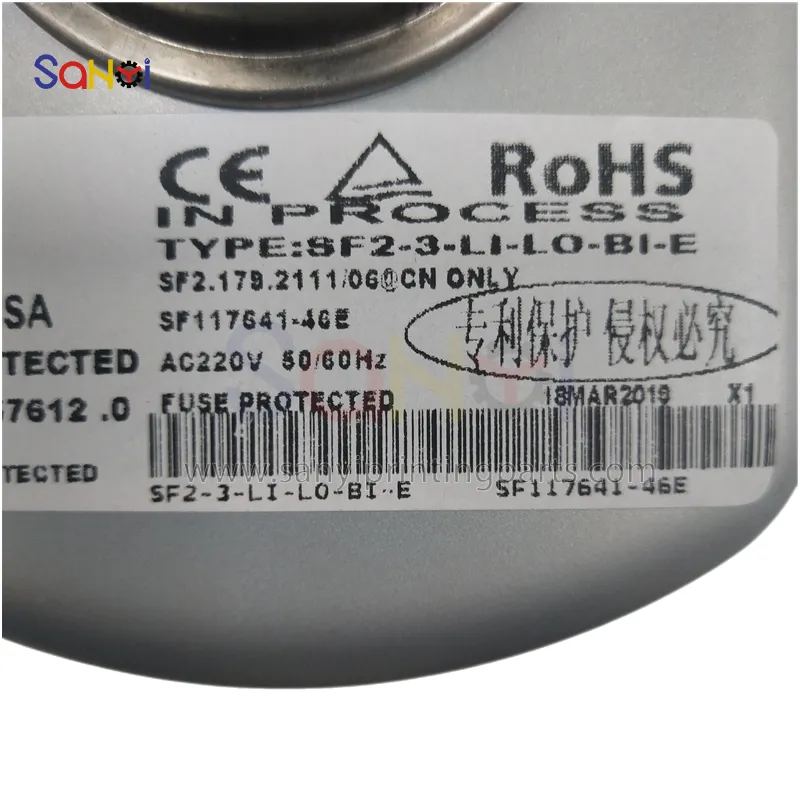 SANYI
CE RoHS
IN PROCESS
TYPE:SF2-3-LI-LO-BI-E
SF2.179.2111/06@CN ONLY
SA
SF117641-46E
专利保护 侵权必究
TECTED
AC220V 50/60Hz
7612 .0
FUSE PROTECTED
18MAR2019 X1
TECTED
www.sanyiprintingparts.com
SF2-3-LI-LO-BI-E
SF117641-46E